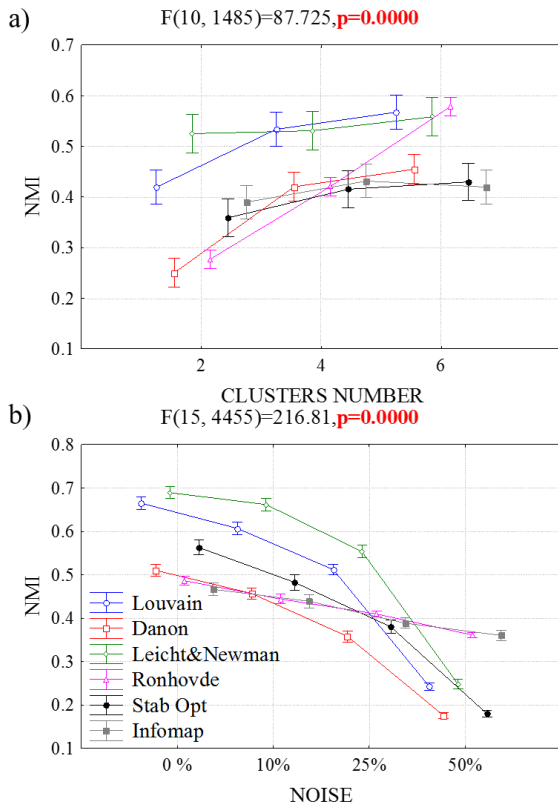 a)
F(10, 1485)=87.725,p=0.0000
0.7
0.6
0.5
0.4
0.3
0.2
0.1
NMI
2 4 6
CLUSTERS NUMBER
b)
F(15, 4455)=216.81,p=0.0000
0.8
0.7
0.6
0.5
0.4
0.3
0.2
0.1
NMI
Louvain
Danon
Leicht&Newman
Ronhovde
Stab Opt
Infomap
0 % 10% 25% 50%
NOISE